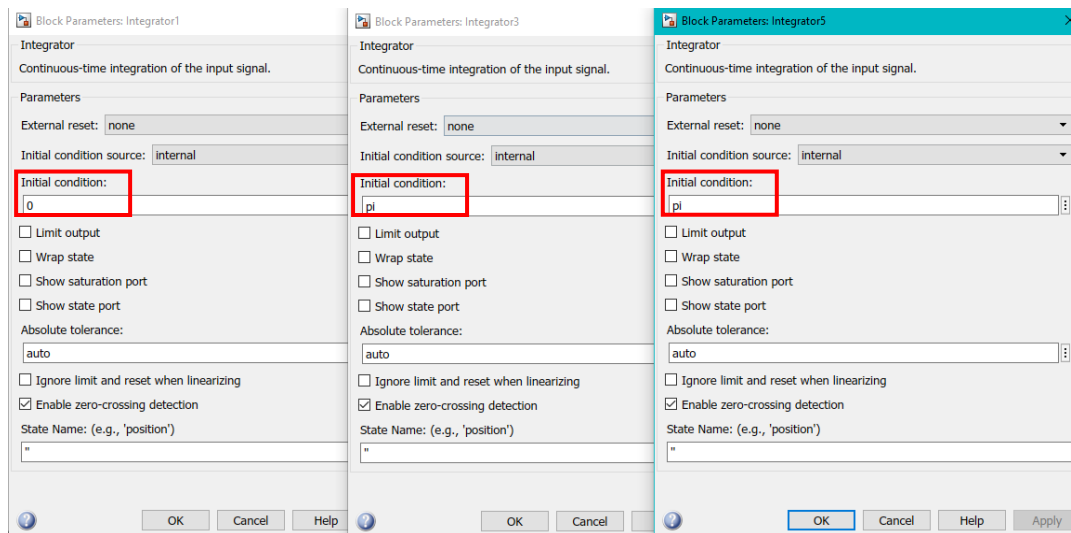 Block Parameters: Integrator1
Integrator
Continuous-time integration of the input signal.
Parameters
External reset: none
Initial condition source: internal
Initial condition:
0
Limit output
Wrap state
Show saturation port
Show state port
Absolute tolerance:
auto
Ignore limit and reset when linearizing
Enable zero-crossing detection
State Name: (e.g., 'position')
''
OK Cancel Help
Block Parameters: Integrator3
Integrator
Continuous-time integration of the input signal.
Parameters
External reset: none
Initial condition source: internal
Initial condition:
pi
Limit output
Wrap state
Show saturation port
Show state port
Absolute tolerance:
auto
Ignore limit and reset when linearizing
Enable zero-crossing detection
State Name: (e.g., 'position')
''
OK Cancel
Block Parameters: Integrator5
Integrator
Continuous-time integration of the input signal.
Parameters
External reset: none
Initial condition source: internal
Initial condition:
pi
Limit output
Wrap state
Show saturation port
Show state port
Absolute tolerance:
auto
Ignore limit and reset when linearizing
Enable zero-crossing detection
State Name: (e.g., 'position')
''
OK Cancel Help Apply